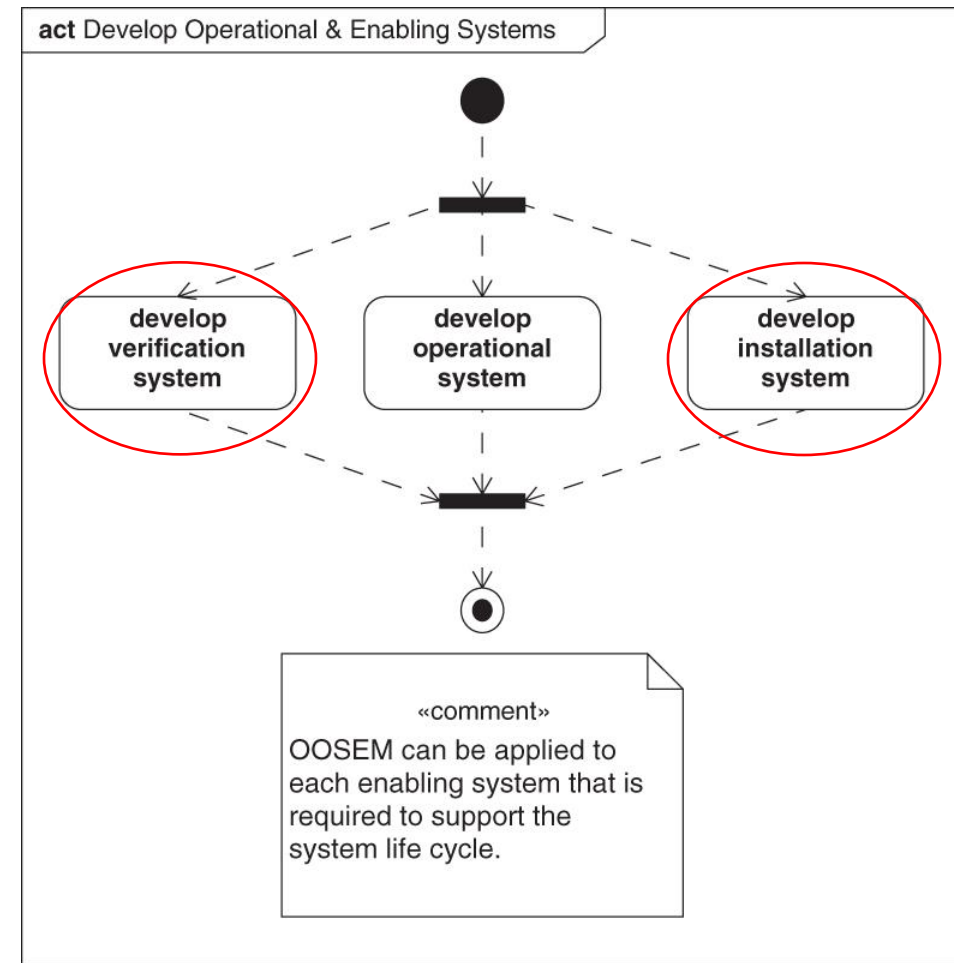 act Develop Operational & Enabling Systems
develop
verification
system
develop
operational
system
develop
installation
system
«comment»
OOSEM can be applied to
each enabling system that is
required to support the
system life cycle.